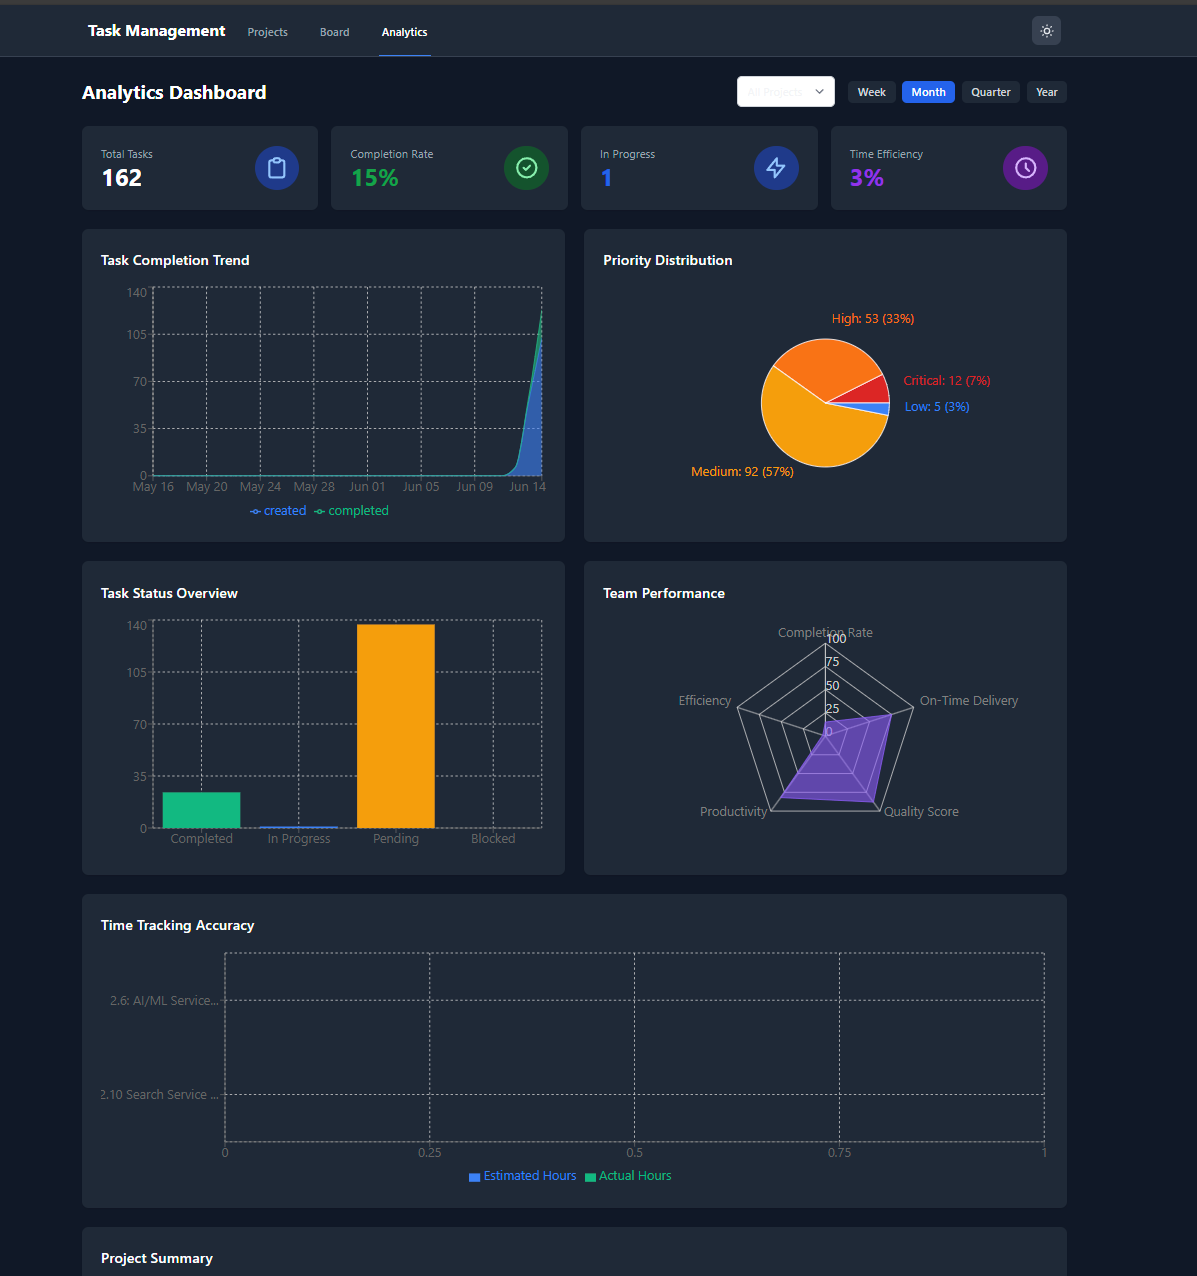 Task Management Projects Board Analytics
Analytics Dashboard All Projects Week Month Quarter Year
Total Tasks
162
Completion Rate
15%
In Progress
1
Time Efficiency
3%
Task Completion Trend
140
105
70
35
0
May 16 May 20 May 24 May 28 Jun 01 Jun 05 Jun 09 Jun 14
created completed
Priority Distribution
High: 53 (33%)
Critical: 12 (7%)
Low: 5 (3%)
Medium: 92 (57%)
Task Status Overview
140
105
70
35
0
Completed In Progress Pending Blocked
Team Performance
Completion Rate
100
75
50
25
0
Efficiency
On-Time Delivery
Productivity
Quality Score
Time Tracking Accuracy
2.6: AI/ML Service...
2.10 Search Service ...
0 0.25 0.5 0.75 1
Estimated Hours Actual Hours
Project Summary